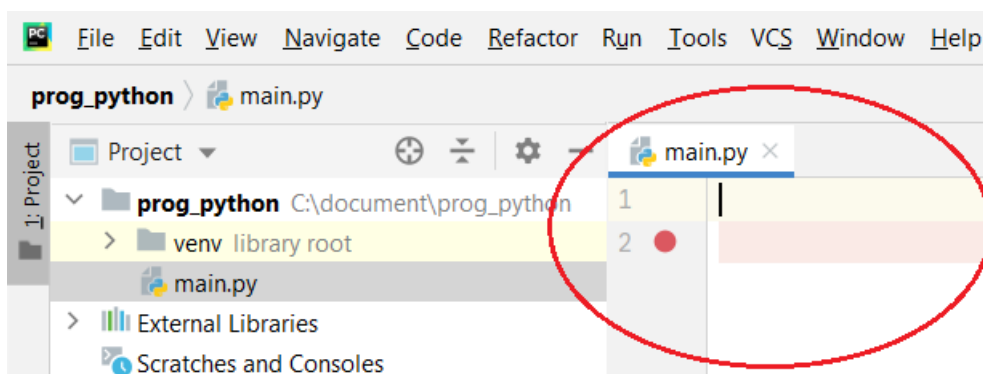 PC File Edit View Navigate Code Refactor Run Tools VCS Window Help
prog_python main.py
1: Project
Project
main.py
prog_python C:\document\prog_python
1
venv library root
2
main.py
External Libraries
Scratches and Consoles